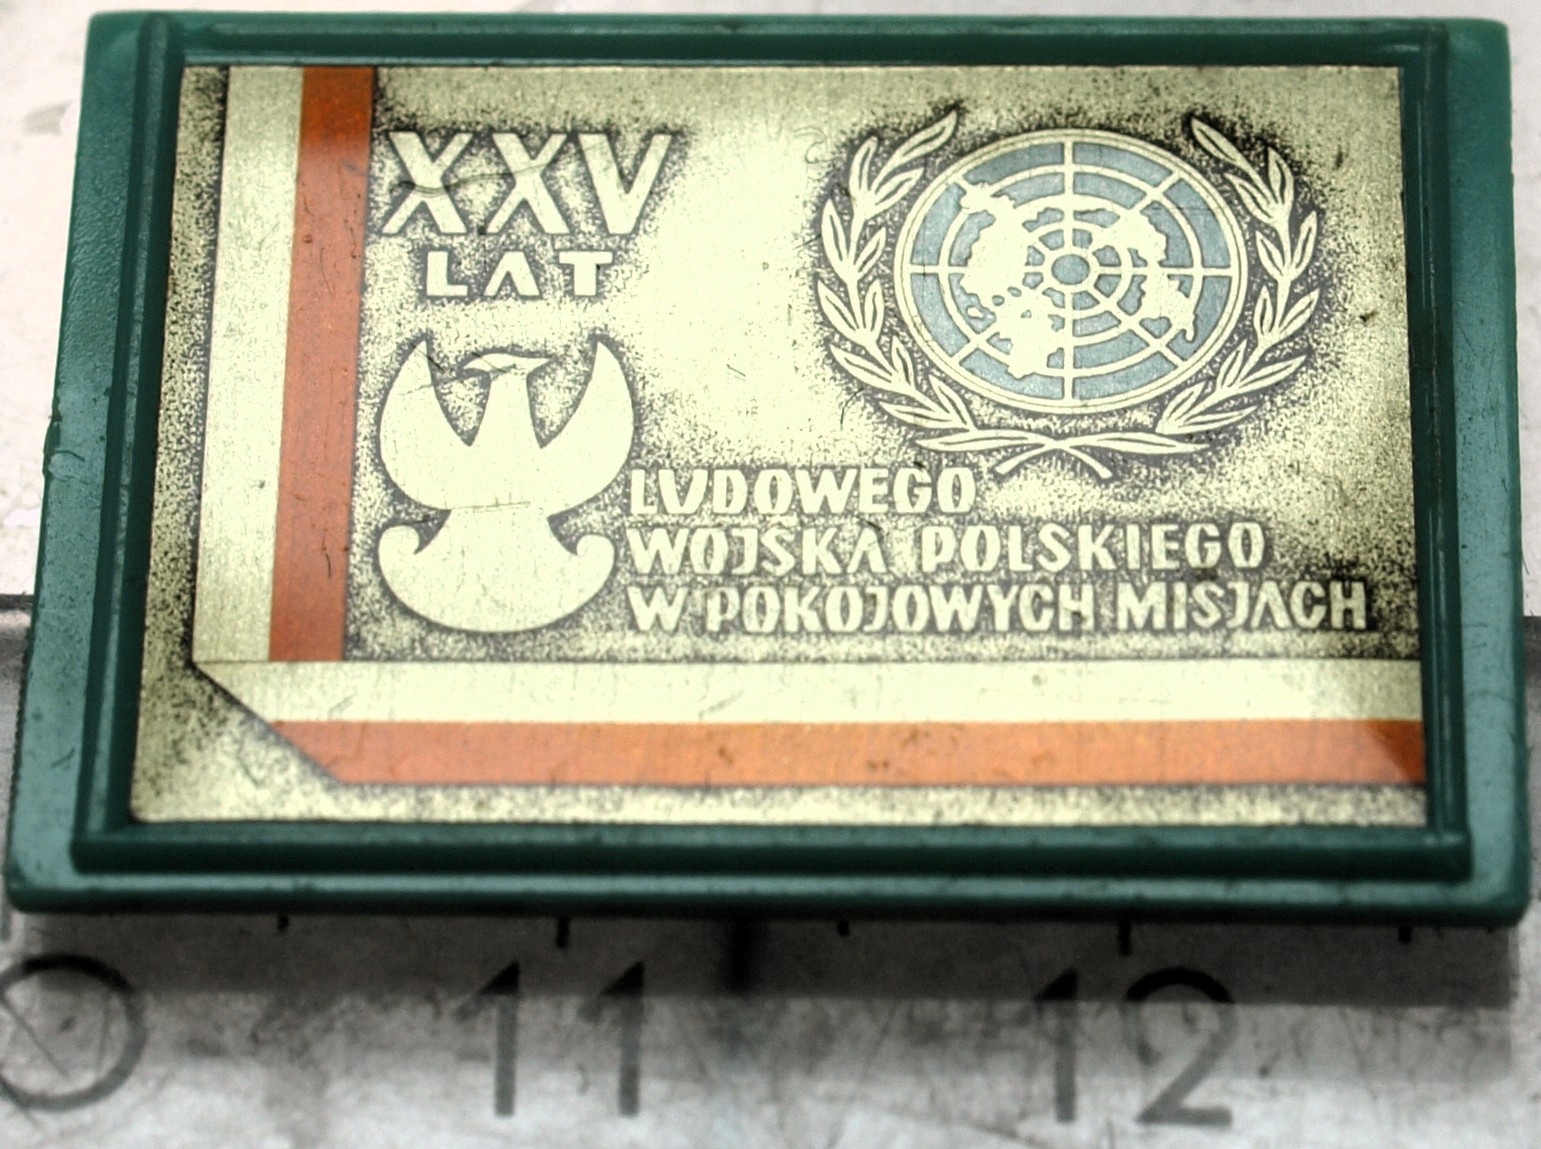 XXV
LAT
LUDOWEGO
WOJSKA POLSKIEGO
W POKOJOWYCH MISJACH
11 12